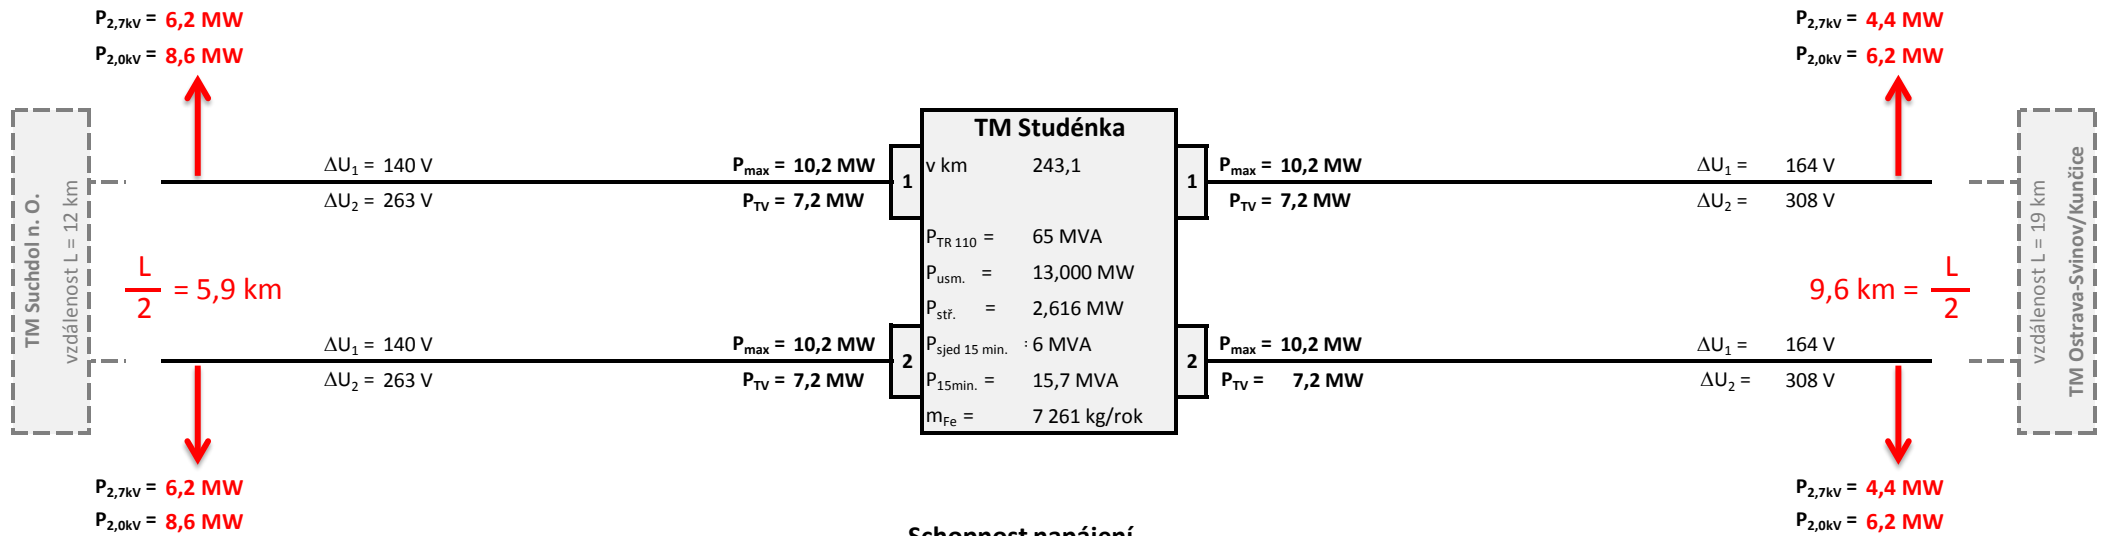 P2,7kV = 6,2 MW
P2,0kV = 8,6 MW
P2,7kV = 4,4 MW
P2,0kV = 6,2 MW
TM Suchdol n. O.
vzdálenost L = 12 km
ΔU1 = 140 V
ΔU2 = 263 V
Pmax = 10,2 MW
PTV = 7,2 MW
1
TM Studénka
v km 243,1
PTR 110 = 65 MVA
Pusm. = 13,000 MW
Pstř. = 2,616 MW
Psjed 15 min. : 6 MVA
P15min. = 15,7 MVA
mFe = 7 261 kg/rok
1
Pmax = 10,2 MW
PTV = 7,2 MW
ΔU1 = 164 V
ΔU2 = 308 V
L
2
= 5,9 km
9,6 km =
L
2
vzdálenost L = 19 km
TM Ostrava-Svinov/Kunčice
ΔU1 = 140 V
ΔU2 = 263 V
Pmax = 10,2 MW
PTV = 7,2 MW
2
2
Pmax = 10,2 MW
PTV = 7,2 MW
ΔU1 = 164 V
ΔU2 = 308 V
P2,7kV = 6,2 MW
P2,0kV = 8,6 MW
P2,7kV = 4,4 MW
P2,0kV = 6,2 MW
Schopnost napájení